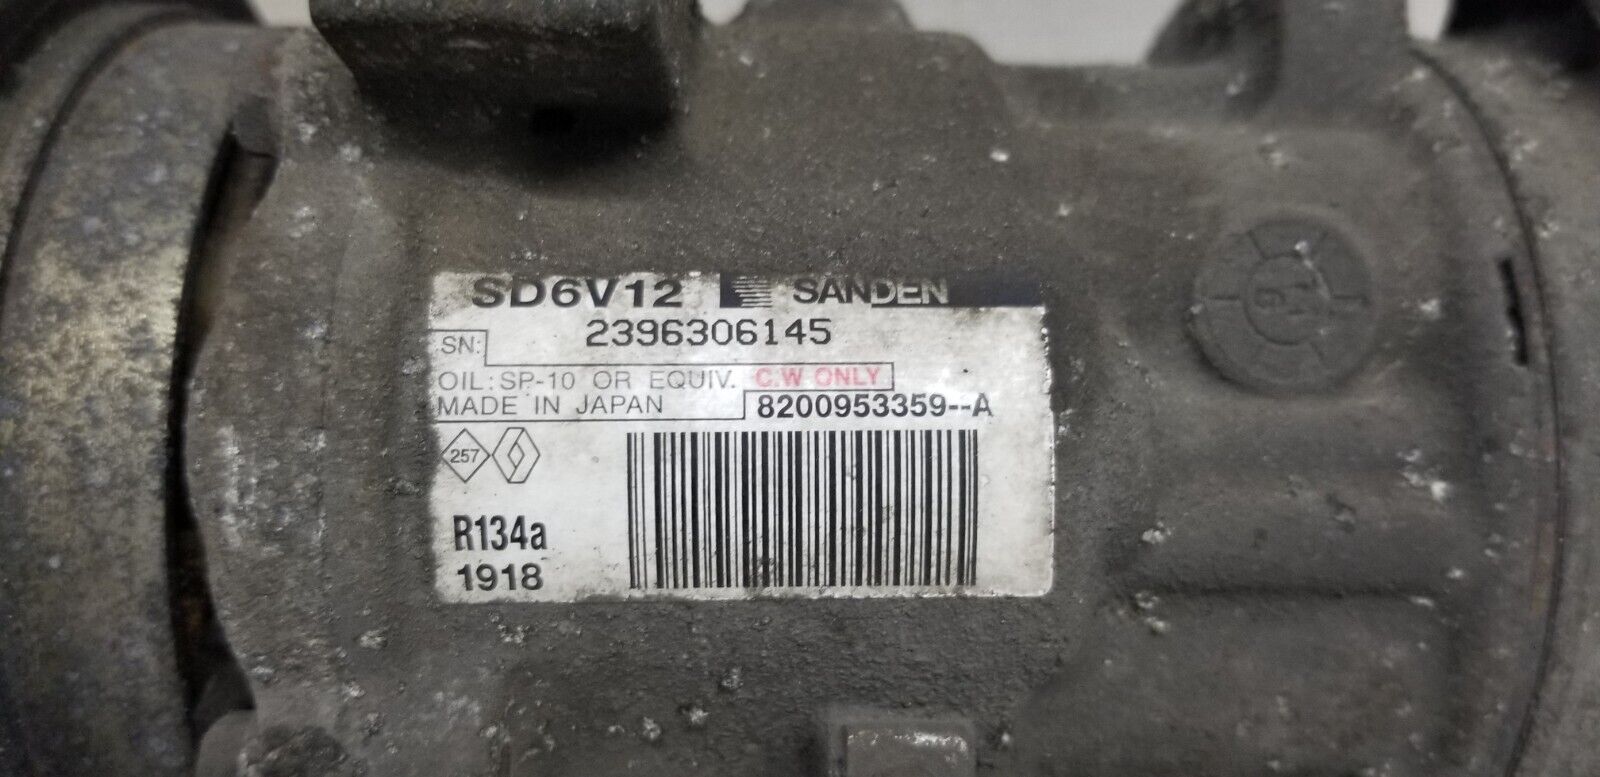 SD6V12 SANDEN
2396306145
SN:
OIL: SP-10 OR EQUIV. C.W ONLY
MADE IN JAPAN 8200953359--A
257
R134a
1918